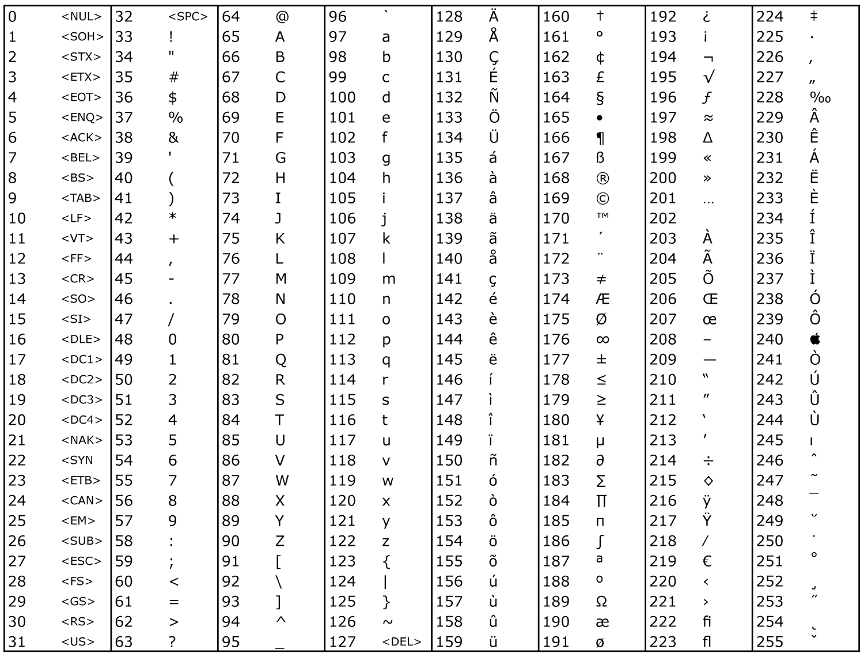 0 <NUL> 32 <SPC> 64 @ 96 ` 128 Ä 160 † 192 ¿ 224 ‡
1 <SOH> 33 ! 65 A 97 a 129 Å 161 ° 193 ¡ 225 ·
2 <STX> 34 " 66 B 98 b 130 Ç 162 ¢ 194 ¬ 226 ‚
3 <ETX> 35 # 67 C 99 c 131 É 163 £ 195 √ 227 „
4 <EOT> 36 $ 68 D 100 d 132 Ñ 164 § 196 ƒ 228 ‰
5 <ENQ> 37 % 69 E 101 e 133 Ö 165 • 197 ≈ 229 Â
6 <ACK> 38 & 70 F 102 f 134 Ü 166 ¶ 198 ∆ 230 Ê
7 <BEL> 39 ' 71 G 103 g 135 á 167 ß 199 « 231 Á
8 <BS> 40 ( 72 H 104 h 136 à 168 ® 200 » 232 Ë
9 <TAB> 41 ) 73 I 105 i 137 â 169 © 201 … 233 È
10 <LF> 42 * 74 J 106 j 138 ä 170 ™ 202 234 Í
11 <VT> 43 + 75 K 107 k 139 ã 171 ´ 203 À 235 Î
12 <FF> 44 , 76 L 108 l 140 å 172 ¨ 204 Ã 236 Ï
13 <CR> 45 - 77 M 109 m 141 ç 173 ≠ 205 Õ 237 Ì
14 <SO> 46 . 78 N 110 n 142 é 174 Æ 206 Œ 238 Ó
15 <SI> 47 / 79 O 111 o 143 è 175 Ø 207 œ 239 Ô
16 <DLE> 48 0 80 P 112 p 144 ê 176 ∞ 208 – 240 
17 <DC1> 49 1 81 Q 113 q 145 ë 177 ± 209 — 241 Ò
18 <DC2> 50 2 82 R 114 r 146 í 178 ≤ 210 “ 242 Ú
19 <DC3> 51 3 83 S 115 s 147 ì 179 ≥ 211 ” 243 Û
20 <DC4> 52 4 84 T 116 t 148 î 180 ¥ 212 ‘ 244 Ù
21 <NAK> 53 5 85 U 117 u 149 ï 181 µ 213 ’ 245 ı
22 <SYN 54 6 86 V 118 v 150 ñ 182 ∂ 214 ÷ 246 ˆ
23 <ETB> 55 7 87 W 119 w 151 ó 183 ∑ 215 ◊ 247 ˜
24 <CAN> 56 8 88 X 120 x 152 ò 184 ∏ 216 ÿ 248 ¯
25 <EM> 57 9 89 Y 121 y 153 ô 185 π 217 Ÿ 249 ˘
26 <SUB> 58 : 90 Z 122 z 154 ö 186 ∫ 218 ⁄ 250 ˙
27 <ESC> 59 ; 91 [ 123 { 155 õ 187 ª 219 € 251 ˚
28 <FS> 60 < 92 \ 124 | 156 ú 188 º 220 ‹ 252 ¸
29 <GS> 61 = 93 ] 125 } 157 ù 189 Ω 221 › 253 ˝
30 <RS> 62 > 94 ^ 126 ~ 158 û 190 æ 222 ﬁ 254 ˛
31 <US> 63 ? 95 _ 127 <DEL> 159 ü 191 ø 223 ﬂ 255 ˇ